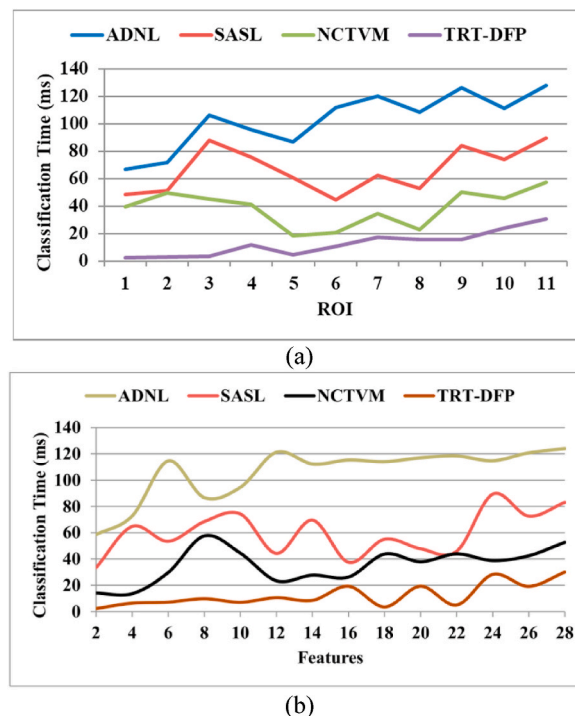 ADNL SASL NCTVM TRT-DFP
Classification Time (ms)
140
120
100
80
60
40
20
0
1 2 3 4 5 6 7 8 9 10 11
ROI
(a)
ADNL SASL NCTVM TRT-DFP
Classification Time (ms)
140
120
100
80
60
40
20
0
2 4 6 8 10 12 14 16 18 20 22 24 26 28
Features
(b)